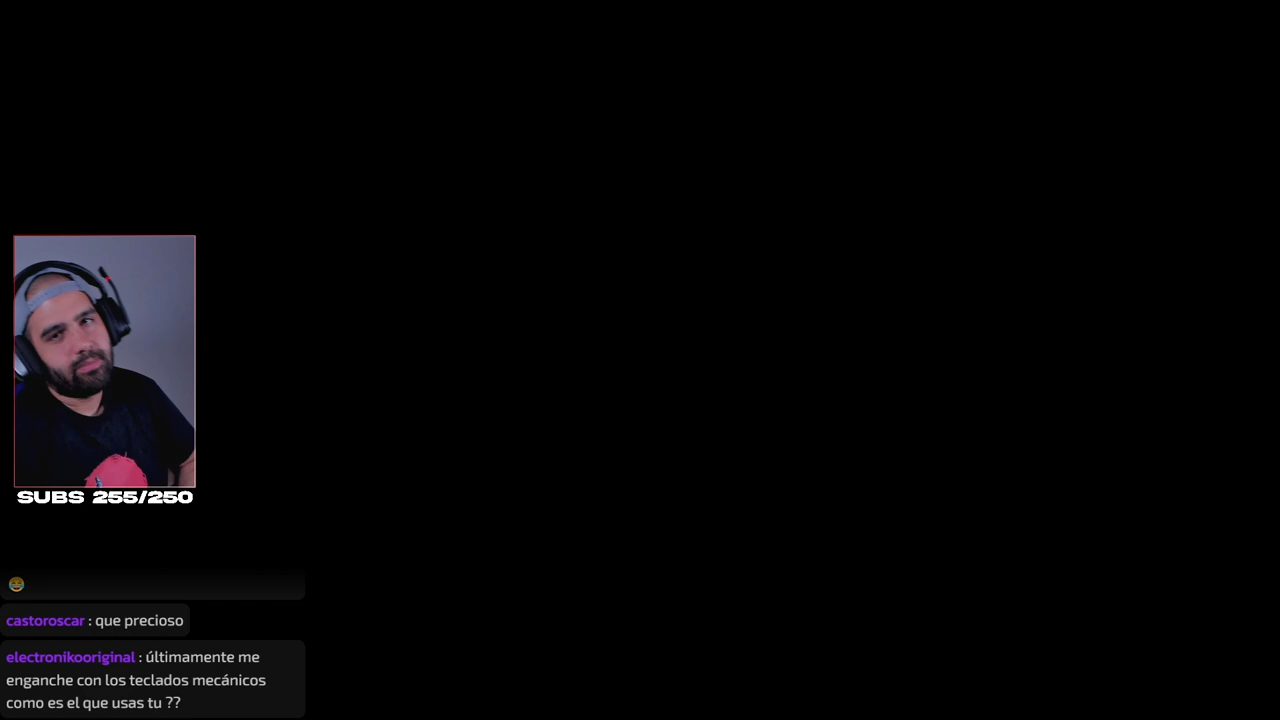 SUBS 255/250
castoroscar : que precioso
electronikooriginal : últimamente me
enganche con los teclados mecánicos
como es el que usas tu ??